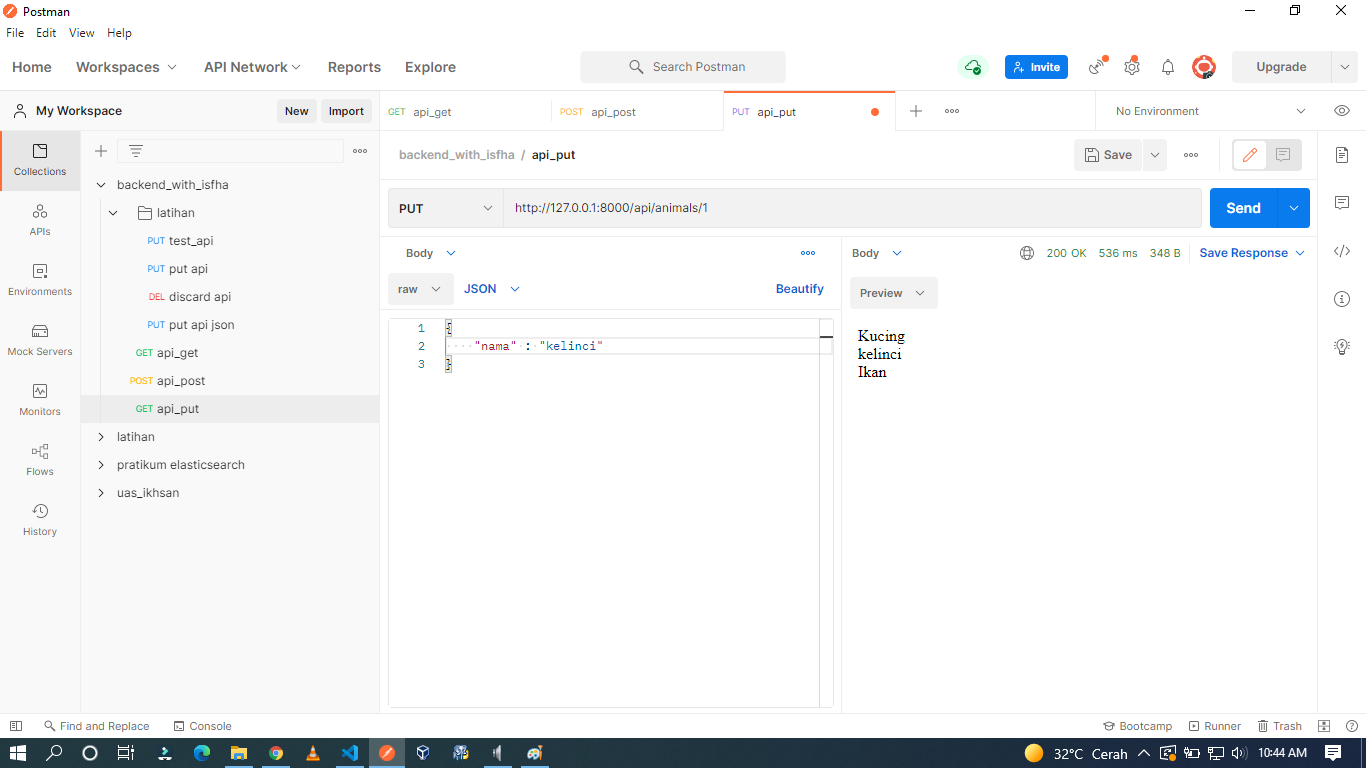 Postman
File Edit View Help
Home Workspaces API Network Reports Explore Search Postman Invite Upgrade
My Workspace New Import
GET api_get POST api_post PUT api_put No Environment
backend_with_isfha / api_put Save
Collections
APIs
Environments
Mock Servers
Monitors
Flows
History
backend_with_isfha
latihan
PUT test_api
PUT put api
DEL discard api
PUT put api json
GET api_get
POST api_post
GET api_put
latihan
pratikum elasticsearch
uas_ikhsan
PUT http://127.0.0.1:8000/api/animals/1 Send
Body
raw JSON Beautify
1 {
2 "nama" : "kelinci"
3 }
Body 200 OK 536 ms 348 B Save Response
Preview
Kucing
kelinci
Ikan
Find and Replace Console Bootcamp Runner Trash
32°C Cerah 10:44 AM